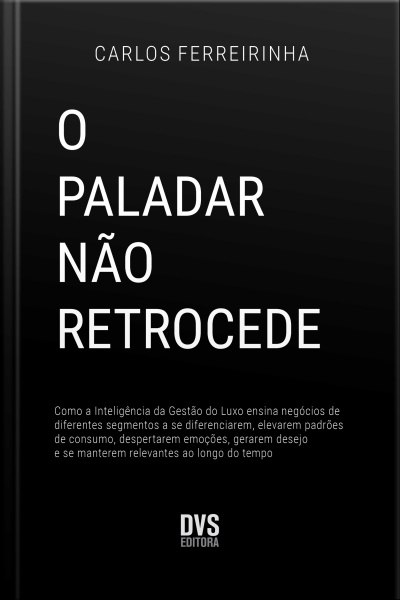 CARLOS FERREIRINHA
O
PALADAR
NÃO
RETROCEDE
Como a Inteligência da Gestão do Luxo ensina negócios de
diferentes segmentos a se diferenciarem, elevarem padrões
de consumo, despertarem emoções, gerarem desejo
e se manterem relevantes ao longo do tempo
DVS
EDITORA